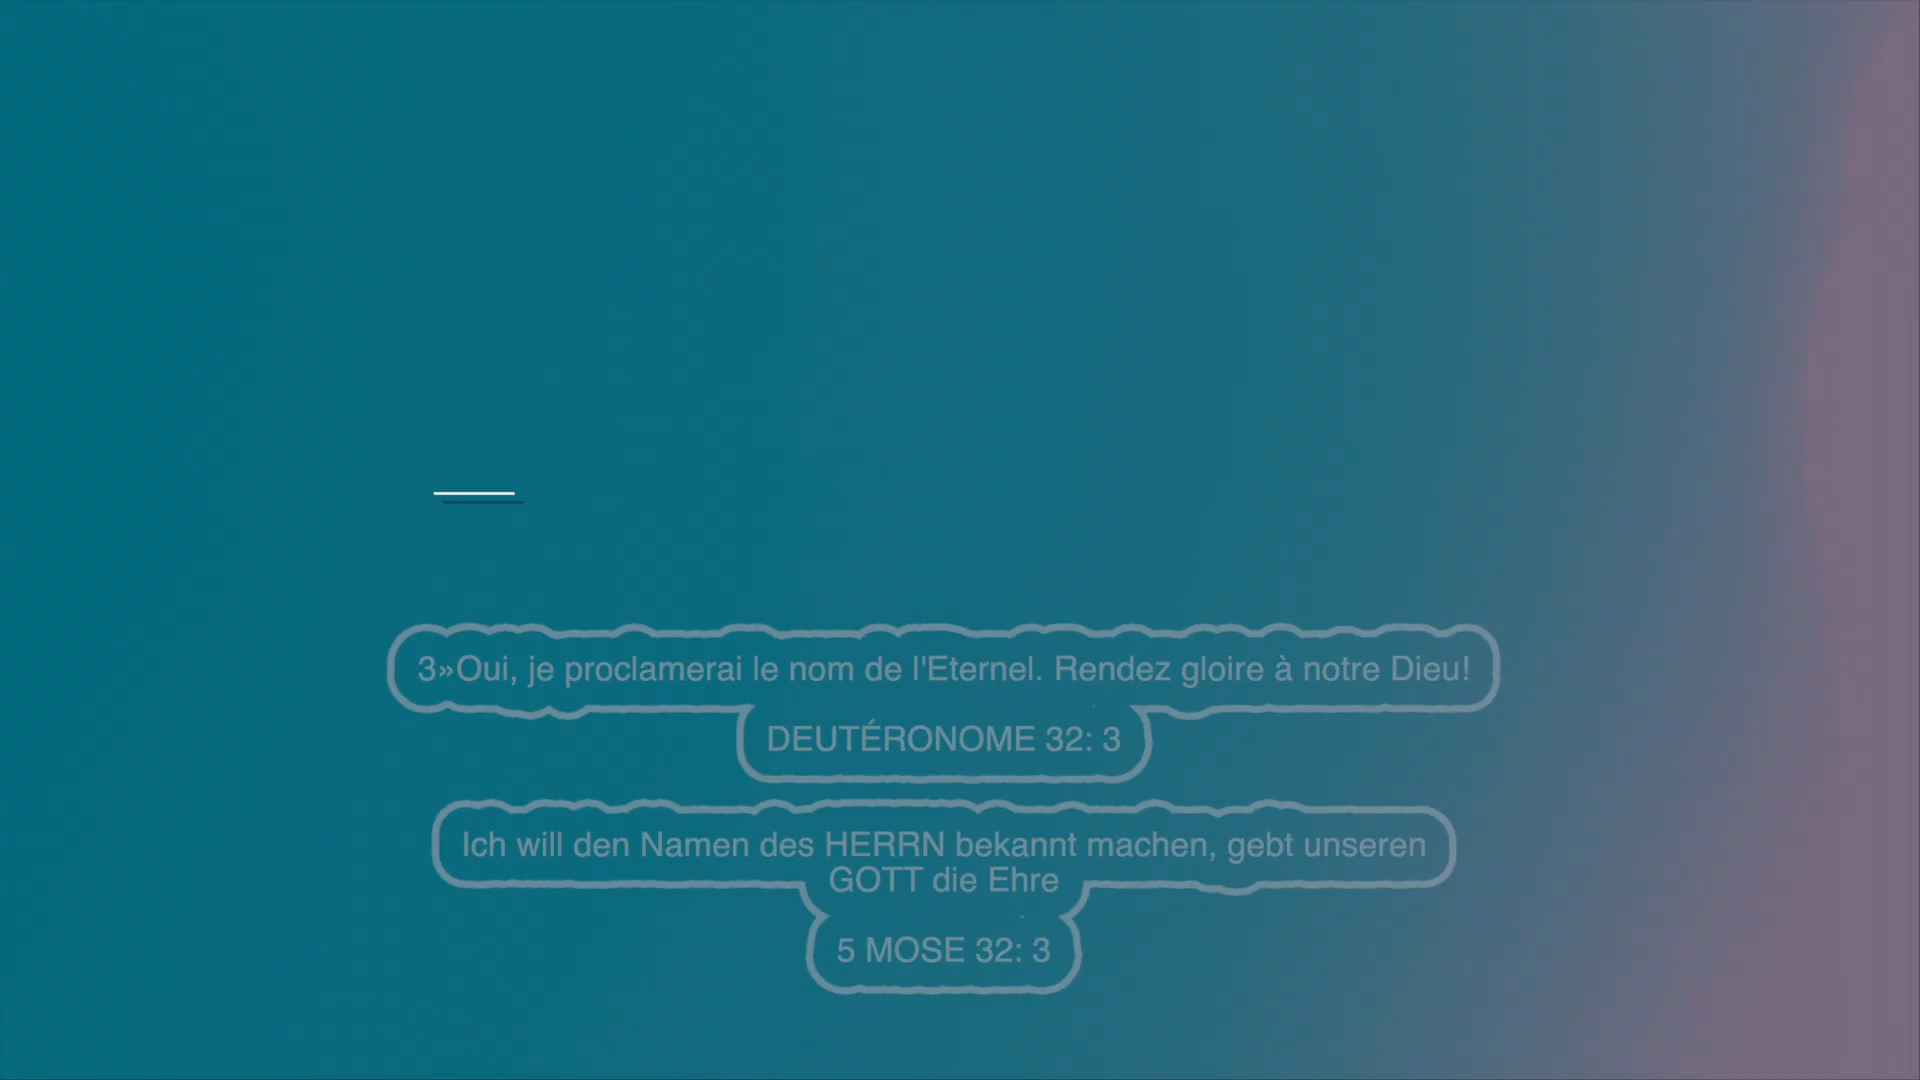 3»Oui, je proclamerai le nom de l'Eternel. Rendez gloire à notre Dieu!
DEUTÉRONOME 32: 3
Ich will den Namen des HERRN bekannt machen, gebt unseren
GOTT die Ehre
5 MOSE 32: 3